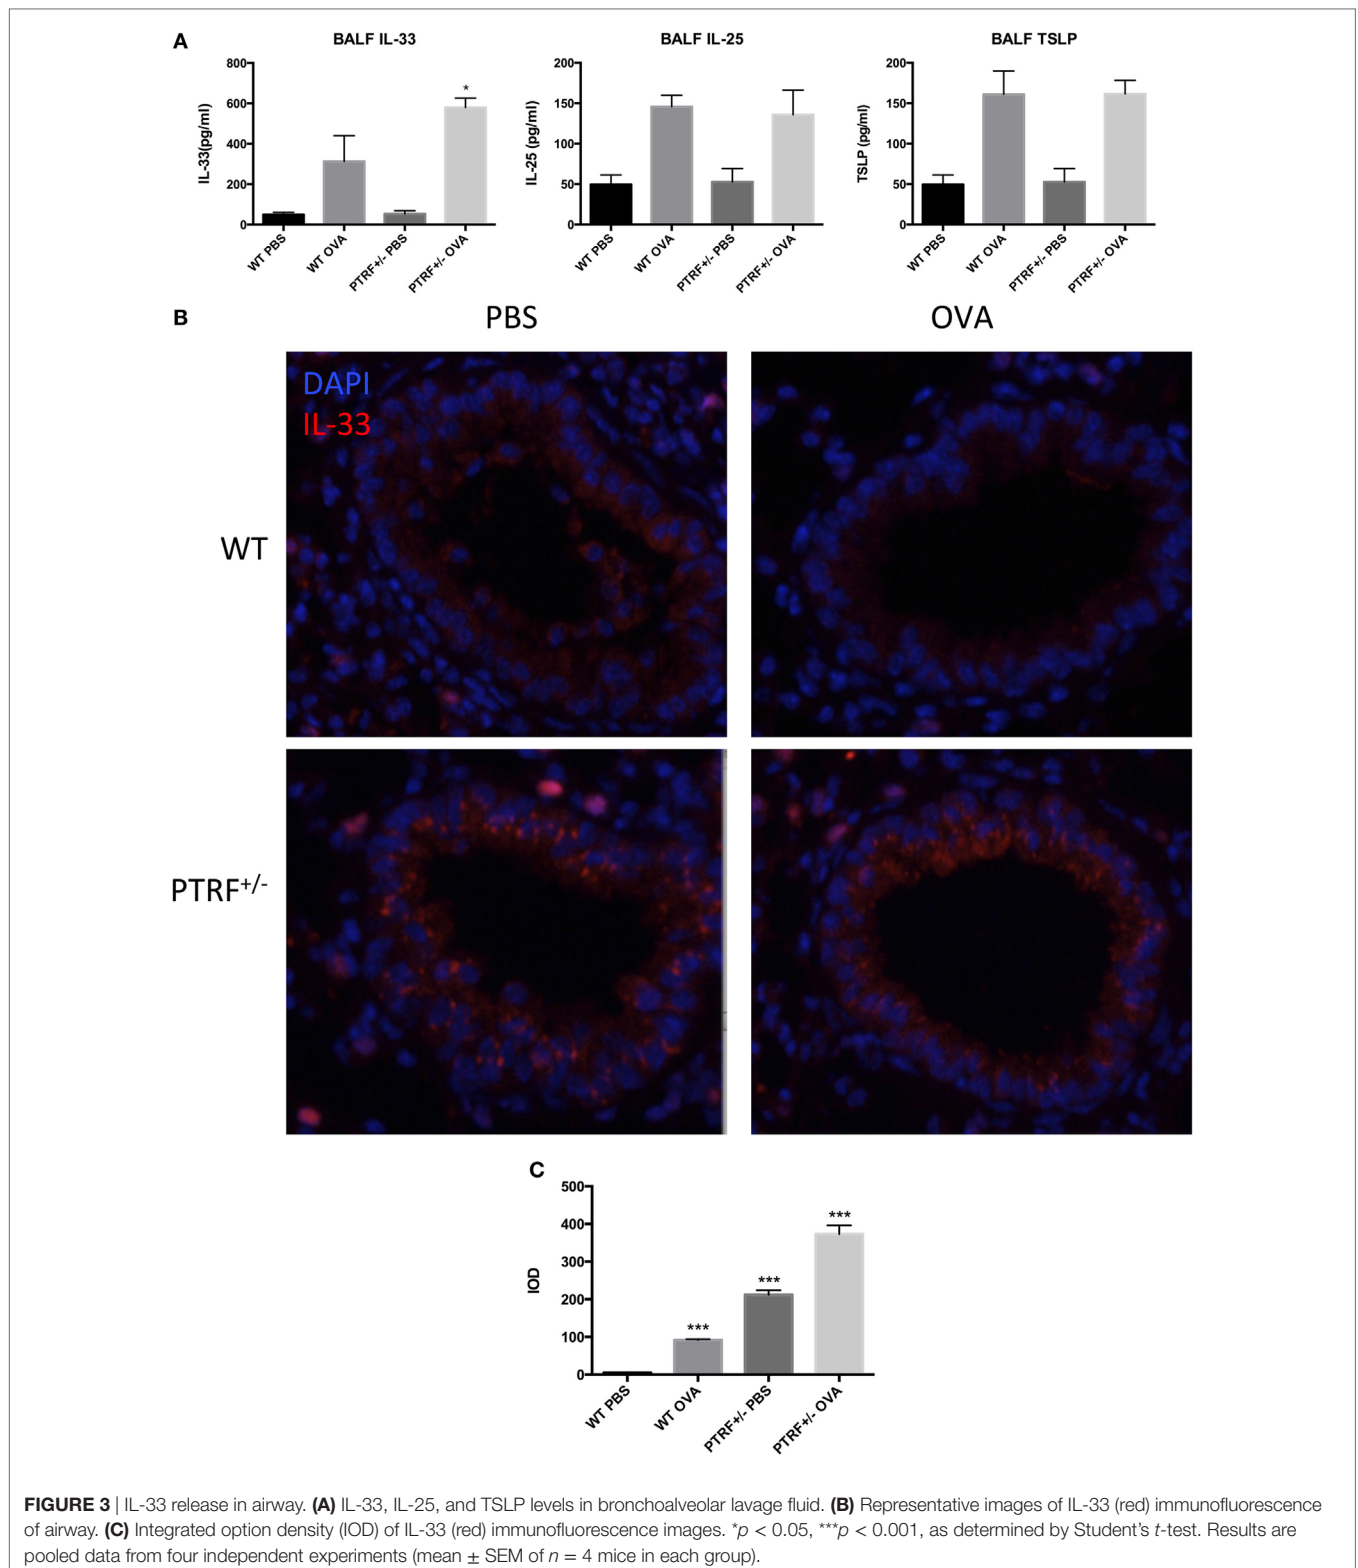 A
BALF IL-33
IL-33(pg/ml)
800
600
400
200
0
*
WT PBS
WT OVA
PTRF+/- PBS
PTRF+/- OVA
BALF IL-25
IL-25 (pg/ml)
200
150
100
50
0
WT PBS
WT OVA
PTRF+/- PBS
PTRF+/- OVA
BALF TSLP
TSLP (pg/ml)
200
150
100
50
0
WT PBS
WT OVA
PTRF+/- PBS
PTRF+/- OVA
B
PBS
OVA
DAPI
IL-33
WT
PTRF+/-
C
IOD
500
400
300
200
100
0
***
***
***
WT PBS
WT OVA
PTRF+/- PBS
PTRF+/- OVA
FIGURE 3 | IL-33 release in airway. (A) IL-33, IL-25, and TSLP levels in bronchoalveolar lavage fluid. (B) Representative images of IL-33 (red) immunofluorescence
of airway. (C) Integrated option density (IOD) of IL-33 (red) immunofluorescence images. *p < 0.05, ***p < 0.001, as determined by Student's t-test. Results are
pooled data from four independent experiments (mean ± SEM of n = 4 mice in each group).